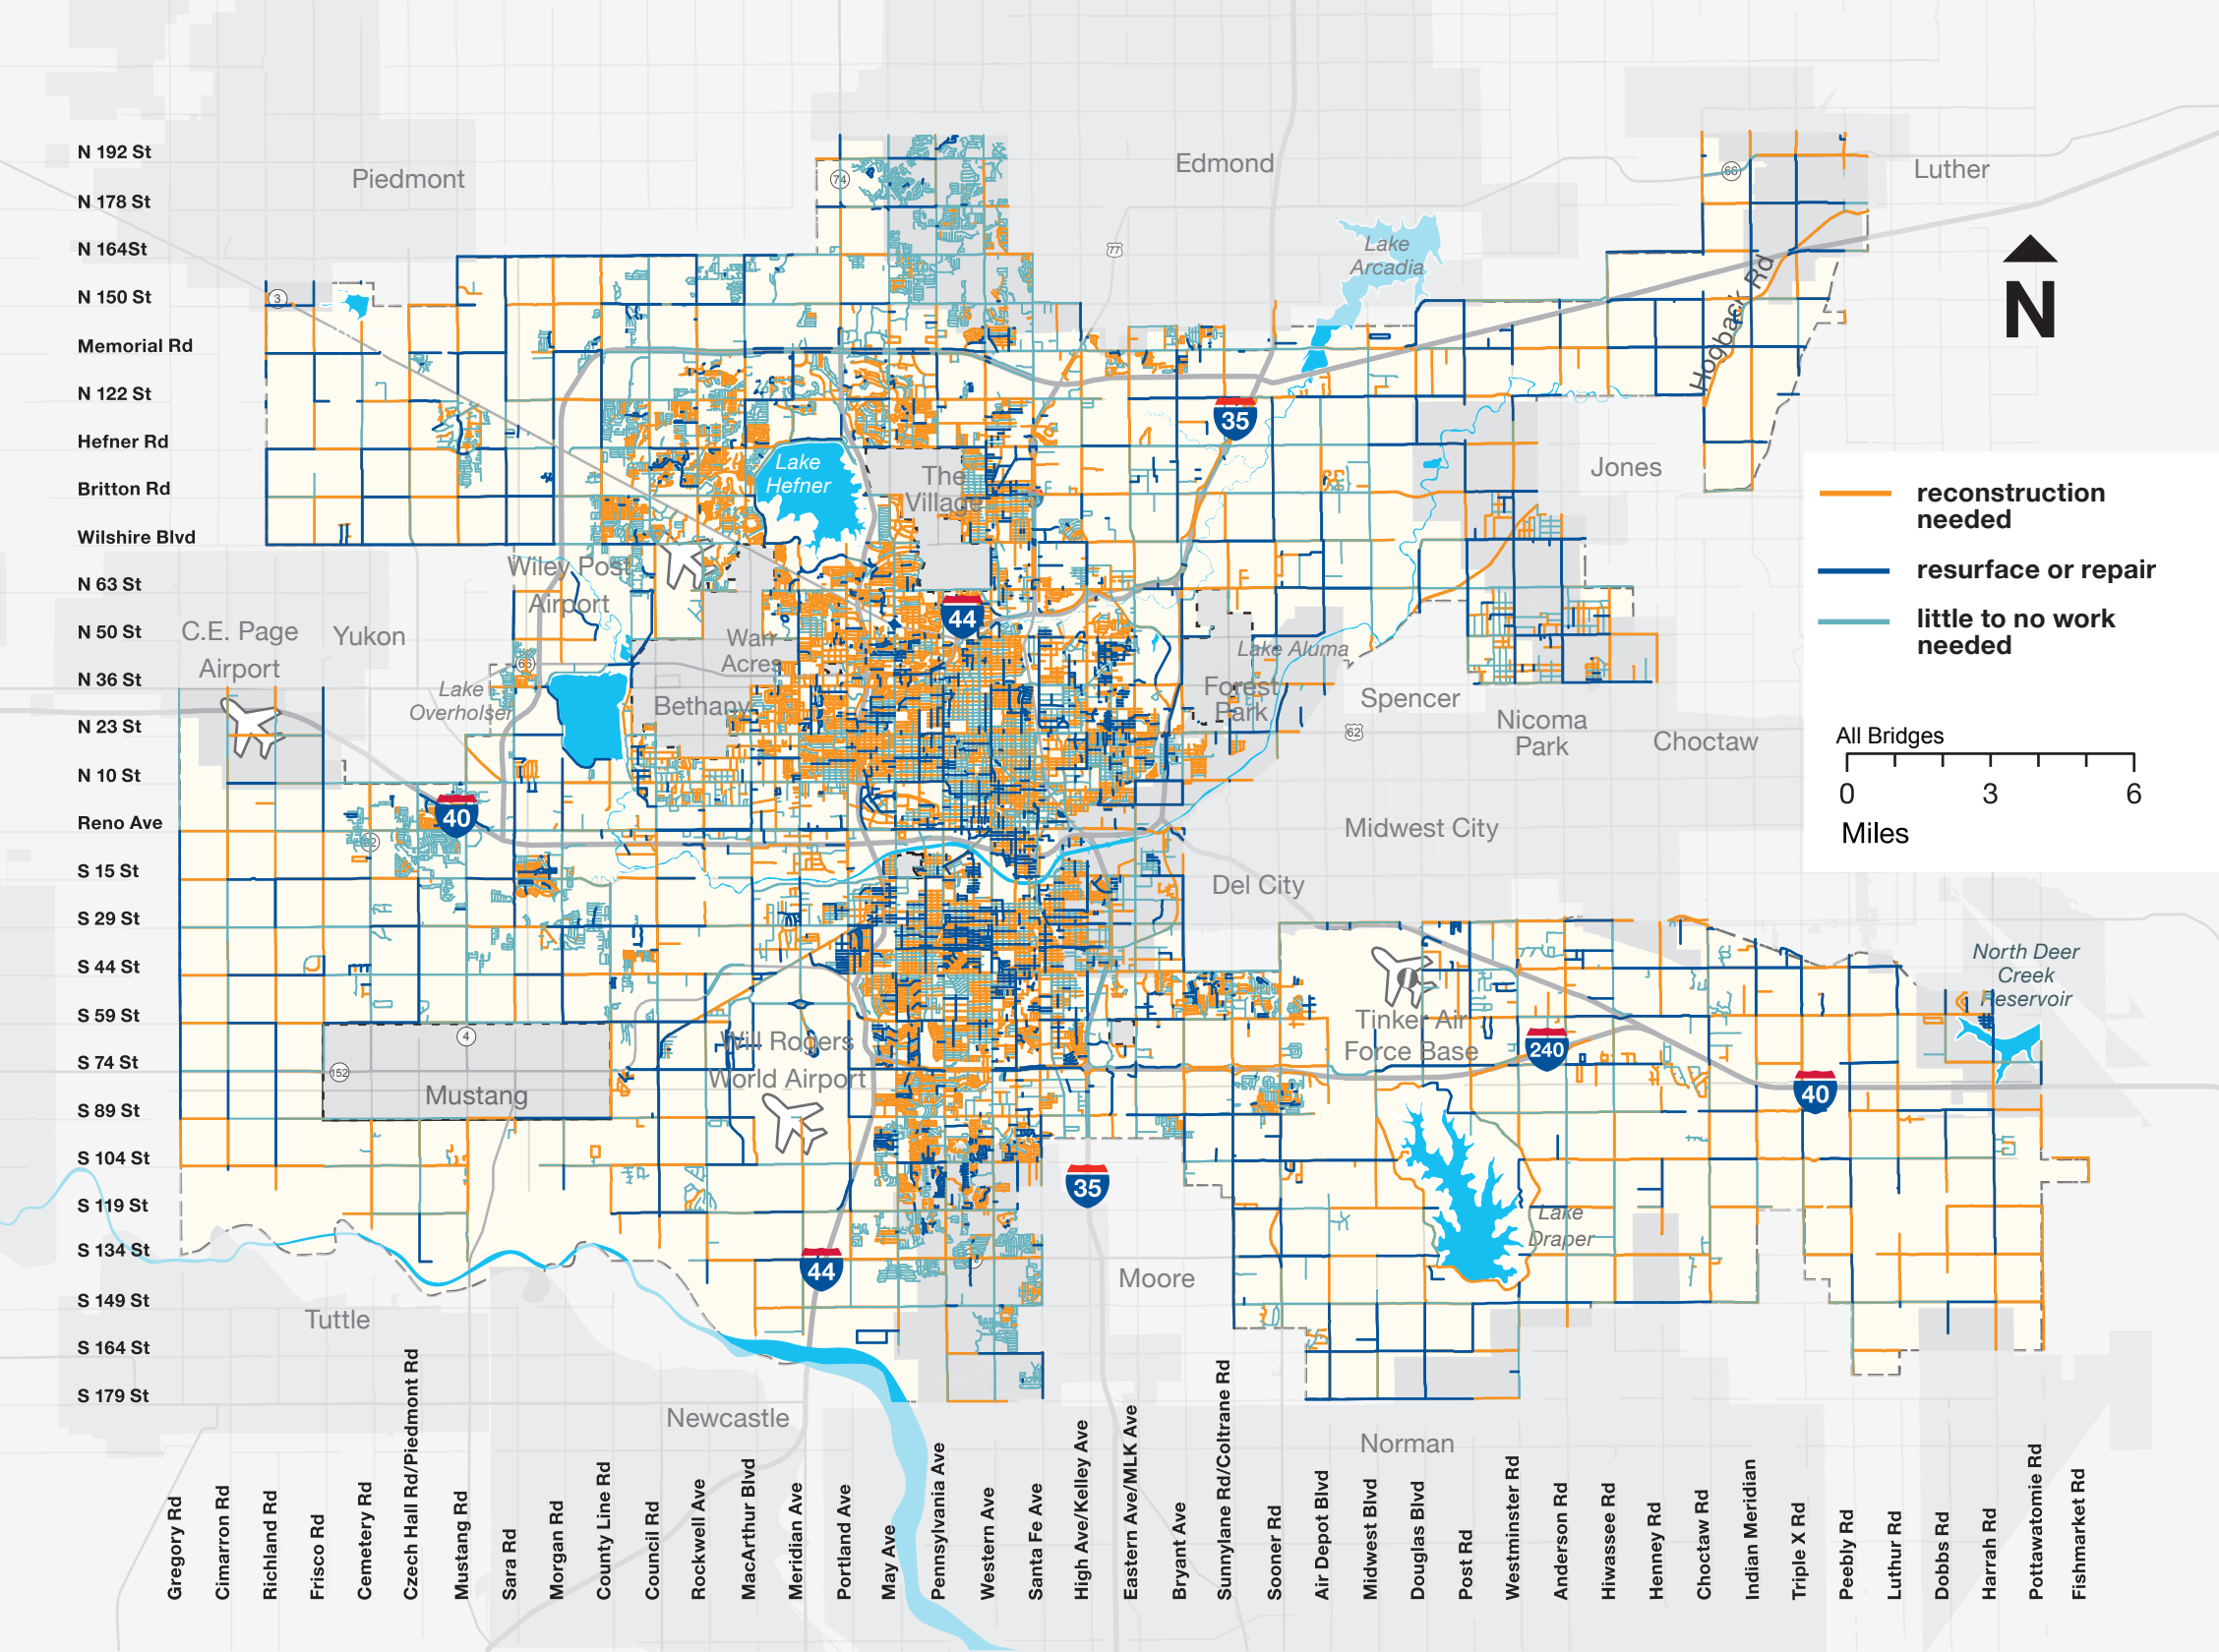 N 192 St
N 178 St
N 164St
N 150 St
Memorial Rd
N 122 St
Hefner Rd
Britton Rd
Wilshire Blvd
N 63 St
N 50 St
N 36 St
N 23 St
N 10 St
Reno Ave
S 15 St
S 29 St
S 44 St
S 59 St
S 74 St
S 89 St
S 104 St
S 119 St
S 134 St
S 149 St
S 164 St
S 179 St
Piedmont
Edmond
Luther
74
66
77
3
Lake
Arcadia
Hogback Rd
N
35
Lake
Hefner
The
Village
Jones
reconstruction
needed
resurface or repair
little to no work
needed
Wiley Post
Airport
44
C.E. Page
Airport
Yukon
Warr
Acres
66
Lake Aluma
Lake
Overholser
Bethany
Forest
Park
Spencer
62
Nicoma
Park
Choctaw
All Bridges
0
3
6
Miles
40
92
Midwest City
Del City
North Deer
Creek
Reservoir
Tinker Air
Force Base
240
4
152
Mustang
Will Rogers
World Airport
40
35
Lake
Draper
44
Moore
Tuttle
Newcastle
Norman
Gregory Rd
Cimarron Rd
Richland Rd
Frisco Rd
Cemetery Rd
Czech Hall Rd/Piedmont Rd
Mustang Rd
Sara Rd
Morgan Rd
County Line Rd
Council Rd
Rockwell Ave
MacArthur Blvd
Meridian Ave
Portland Ave
May Ave
Pennsylvania Ave
Western Ave
Santa Fe Ave
High Ave/Kelley Ave
Eastern Ave/MLK Ave
Bryant Ave
Sunnylane Rd/Coltrane Rd
Sooner Rd
Air Depot Blvd
Midwest Blvd
Douglas Blvd
Post Rd
Westminster Rd
Anderson Rd
Hiwassee Rd
Henney Rd
Choctaw Rd
Indian Meridian
Triple X Rd
Peebly Rd
Luthur Rd
Dobbs Rd
Harrah Rd
Pottawatomie Rd
Fishmarket Rd